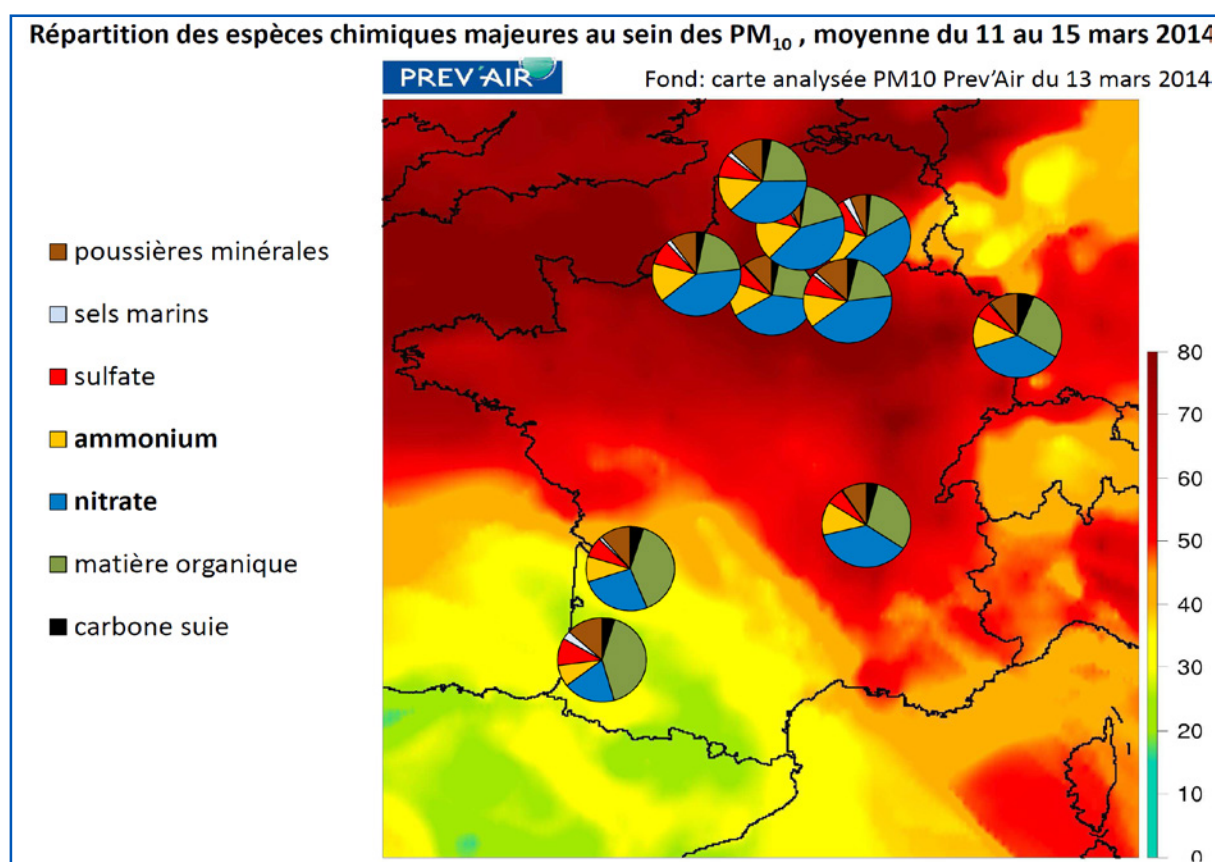 Répartition des espèces chimiques majeures au sein des PM₁₀ , moyenne du 11 au 15 mars 2014
PREV'AIR
Fond: carte analysée PM10 Prev'Air du 13 mars 2014
poussières minérales
sels marins
sulfate
ammonium
nitrate
matière organique
carbone suie
80
70
60
50
40
30
20
10
0